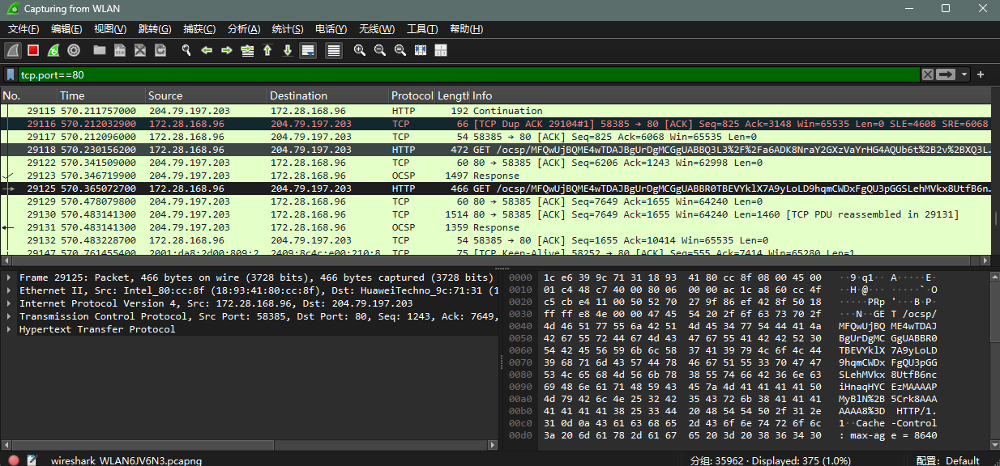 Capturing from WLAN
文件(F) 编辑(E) 视图(V) 跳转(G) 捕获(C) 分析(A) 统计(S) 电话(Y) 无线(W) 工具(T) 帮助(H)
tcp.port==80
No. Time Source Destination Protocol Length Info
29115 570.211757000 204.79.197.203 172.28.168.96 HTTP 192 Continuation
29116 570.212032900 172.28.168.96 204.79.197.203 TCP 66 [TCP Dup ACK 29104#1] 58385 → 80 [ACK] Seq=825 Ack=3148 Win=65535 Len=0 SLE=4608 SRE=6068
29117 570.212096000 172.28.168.96 204.79.197.203 TCP 54 58385 → 80 [ACK] Seq=825 Ack=6068 Win=65535 Len=0
29118 570.230156200 172.28.168.96 204.79.197.203 HTTP 472 GET /ocsp/MFQwUjBQME4wTDAJBgUrDgMCGgUABBQ3L3%2F%2Fa6ADK8NraY2GXzVaYrHG4AQUb6t%2B2v%2BXQ3L…
29122 570.341509000 204.79.197.203 172.28.168.96 TCP 60 80 → 58385 [ACK] Seq=6206 Ack=1243 Win=62998 Len=0
29123 570.346719900 204.79.197.203 172.28.168.96 OCSP 1497 Response
29125 570.365072700 172.28.168.96 204.79.197.203 HTTP 466 GET /ocsp/MFQwUjBQME4wTDAJBgUrDgMCGgUABBR0TBEVYklX7A9yLoLD9hqmCWDxFgQU3pGGSLehMVkx8UtfB6n…
29129 570.478079800 204.79.197.203 172.28.168.96 TCP 60 80 → 58385 [ACK] Seq=7649 Ack=1655 Win=64240 Len=0
29130 570.483141300 204.79.197.203 172.28.168.96 TCP 1514 80 → 58385 [ACK] Seq=7649 Ack=1655 Win=64240 Len=1460 [TCP PDU reassembled in 29131]
29131 570.483141300 204.79.197.203 172.28.168.96 OCSP 1359 Response
29132 570.483228700 172.28.168.96 204.79.197.203 TCP 54 58385 → 80 [ACK] Seq=1655 Ack=10414 Win=65535 Len=0
29147 570.761455400 2001:da8:2d00:809:2… 2409:8c4c:e00:210:8… TCP 75 [TCP Keep-Alive] 58252 → 80 [ACK] Seq=555 Ack=7414 Win=65280 Len=1
Frame 29125: Packet, 466 bytes on wire (3728 bits), 466 bytes captured (3728 bits)
Ethernet II, Src: Intel_80:cc:8f (18:93:41:80:cc:8f), Dst: HuaweiTechno_9c:71:31 (1
Internet Protocol Version 4, Src: 172.28.168.96, Dst: 204.79.197.203
Transmission Control Protocol, Src Port: 58385, Dst Port: 80, Seq: 1243, Ack: 7649,
Hypertext Transfer Protocol
0000 1c e6 39 9c 71 31 18 93 41 80 cc 8f 08 00 45 00 ··9·q1·· A·····E·
0010 01 c4 48 c7 40 00 80 06 00 00 ac 1c a8 60 cc 4f ··H·@··· ·····`·O
0020 c5 cb e4 11 00 50 52 70 27 9f 86 ef 42 8f 50 18 ·····PRp '···B·P·
0030 ff ff e8 4e 00 00 47 45 54 20 2f 6f 63 73 70 2f ···N··GE T /ocsp/
0040 4d 46 51 77 55 6a 42 51 4d 45 34 77 54 44 41 4a MFQwUjBQ ME4wTDAJ
0050 42 67 55 72 44 67 4d 43 47 67 55 41 42 42 52 30 BgUrDgMC GgUABBR0
0060 54 42 45 56 59 6b 6c 58 37 41 39 79 4c 6f 4c 44 TBEVYklX 7A9yLoLD
0070 39 68 71 6d 43 57 44 78 46 67 51 55 33 70 47 47 9hqmCWDx FgQU3pGG
0080 53 4c 65 68 4d 56 6b 78 38 55 74 66 42 36 6e 63 SLehMVkx 8UtfB6nc
0090 69 48 6e 61 71 48 59 43 45 7a 4d 41 41 41 41 50 iHnaqHYC EzMAAAAP
00a0 4d 79 42 6c 4e 25 32 42 35 43 72 6b 38 41 41 41 MyBlN%2B 5Crk8AAA
00b0 41 41 41 41 38 25 33 44 20 48 54 54 50 2f 31 2e AAAA8%3D HTTP/1.
00c0 31 0d 0a 43 61 63 68 65 2d 43 6f 6e 74 72 6f 6c 1··Cache -Control
00d0 3a 20 6d 61 78 2d 61 67 65 20 3d 20 38 36 34 30 : max-ag e = 8640
wireshark_WLAN6JV6N3.pcapng 分组: 35962 · Displayed: 375 (1.0%) 配置: Default